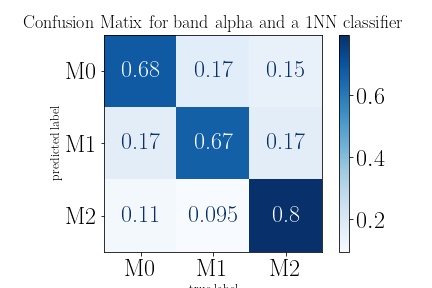 Confusion Matix for band alpha and a 1NN classifier
M0 0.68 0.17 0.15
M1 0.17 0.67 0.17
M2 0.11 0.095 0.8
M0 M1 M2
predicted label
true label
0.6
0.4
0.2